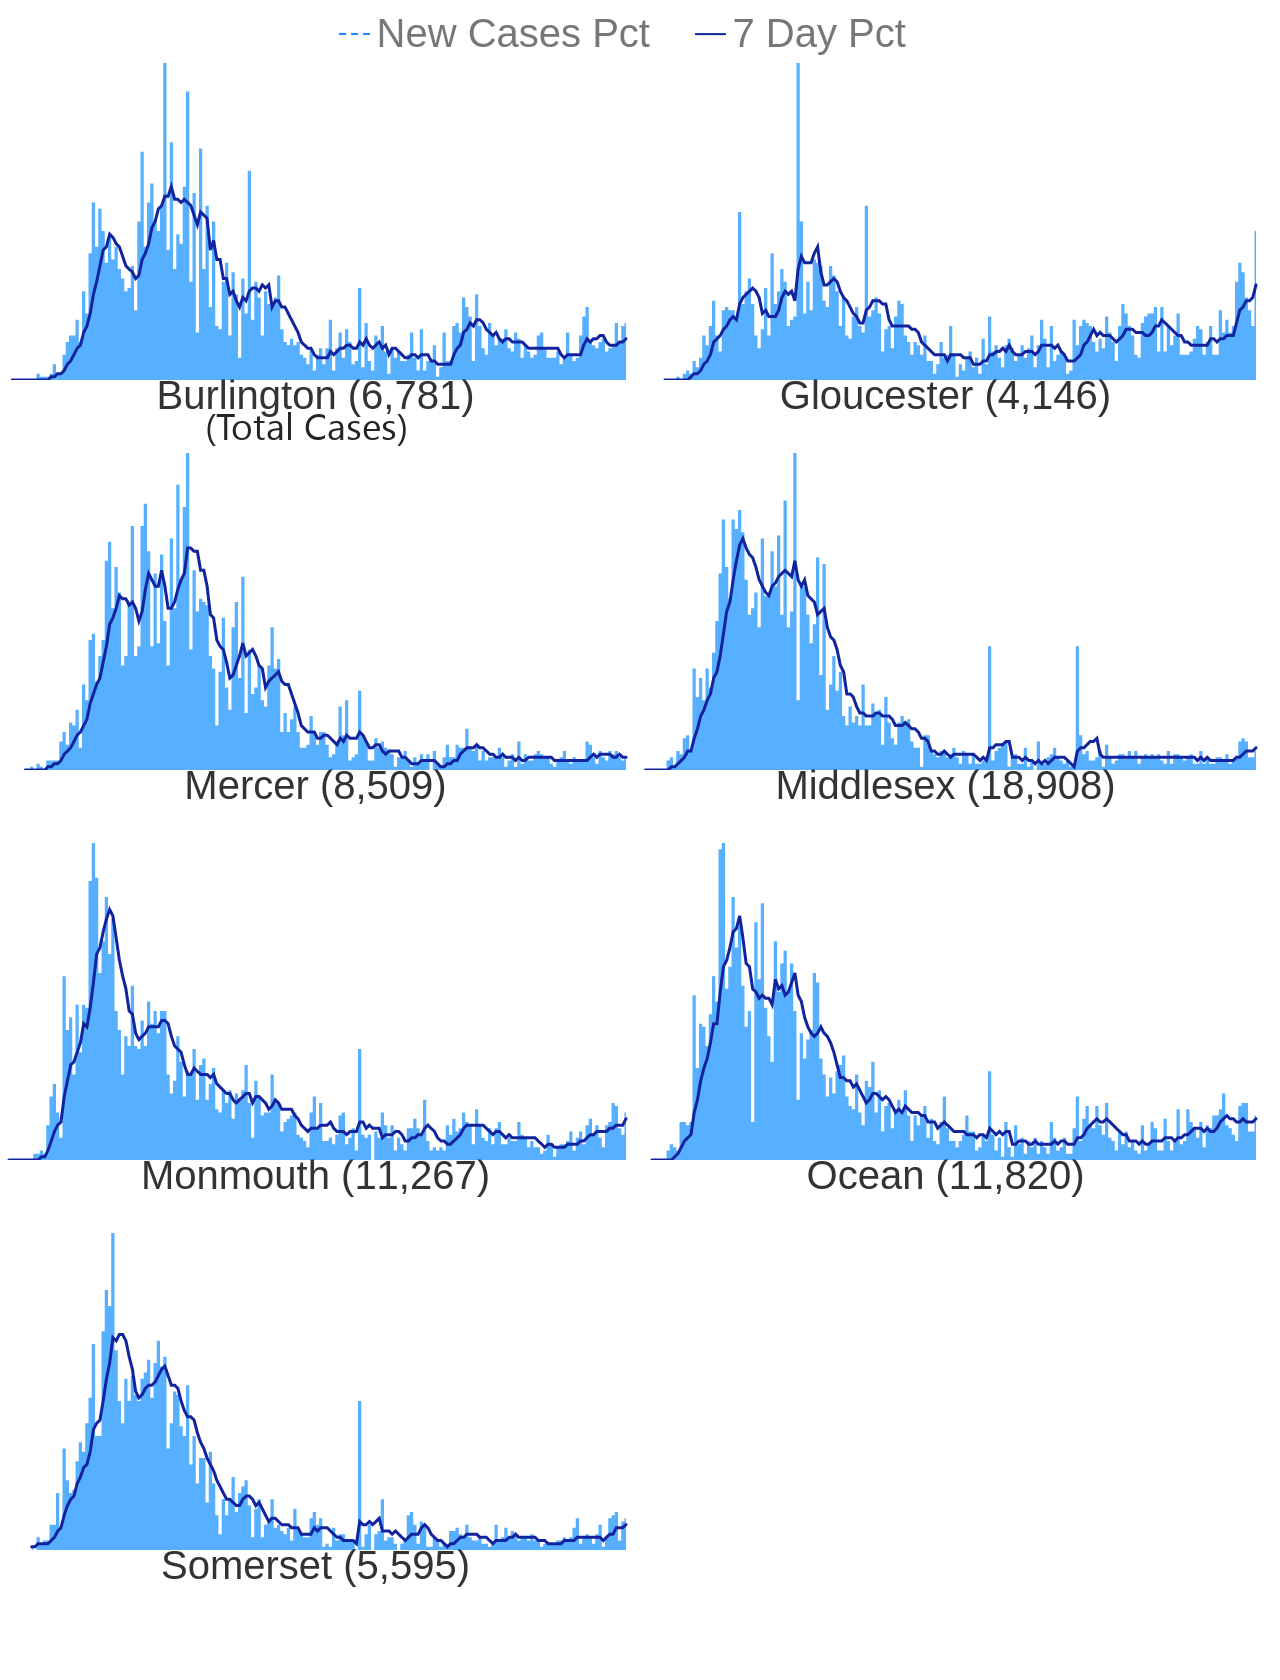 New Cases Pct 7 Day Pct
Burlington (6,781) Gloucester (4,146)
(Total Cases)
Mercer (8,509) Middlesex (18,908)
Monmouth (11,267) Ocean (11,820)
Somerset (5,595)